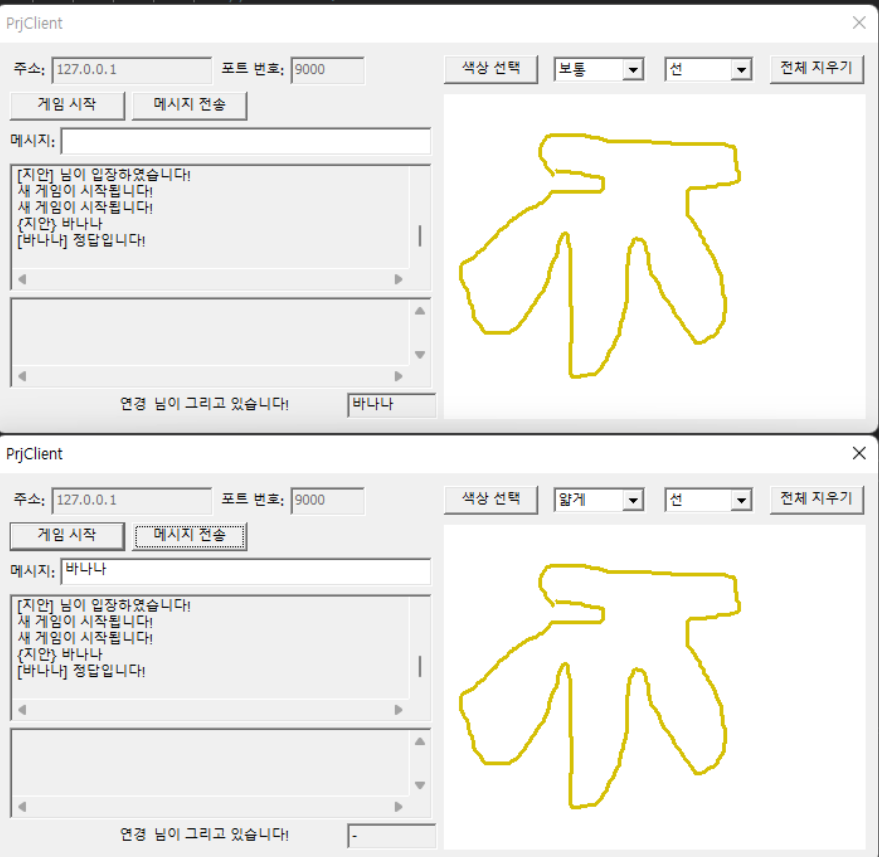 PrjClient
주소: 127.0.0.1 포트 번호: 9000 색상 선택 보통 선 전체 지우기
게임 시작 메시지 전송
메시지:
[지안] 님이 입장하였습니다!
새 게임이 시작됩니다!
새 게임이 시작됩니다!
{지안} 바나나
[바나나] 정답입니다!
연경 님이 그리고 있습니다! 바나나
PrjClient
주소: 127.0.0.1 포트 번호: 9000 색상 선택 얇게 선 전체 지우기
게임 시작 메시지 전송
메시지: 바나나
[지안] 님이 입장하였습니다!
새 게임이 시작됩니다!
새 게임이 시작됩니다!
{지안} 바나나
[바나나] 정답입니다!
연경 님이 그리고 있습니다! -